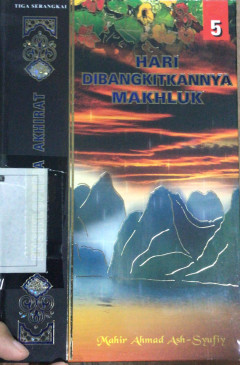 TIGA SERANGKAI
5
HARI
DIBANGKITKANNYA
MAKHLUK
AKHIRAT
Mahir Ahmad Ash-Syufiy